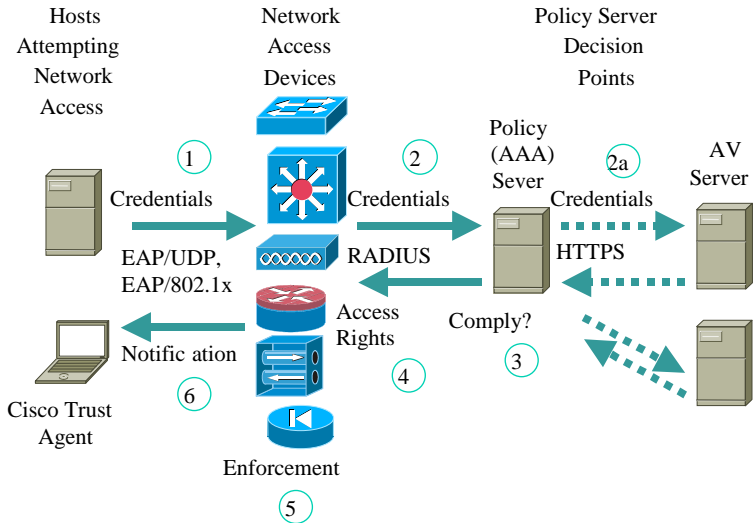 Hosts
Attempting
Network
Access
Network
Access
Devices
Policy Server
Decision
Points
1
Credentials
EAP/UDP,
EAP/802.1x
2
Credentials
RADIUS
Policy
(AAA)
Sever
2a
Credentials
HTTPS
AV
Server
Comply?
3
Access
Rights
4
Notific ation
6
Cisco Trust
Agent
Enforcement
5